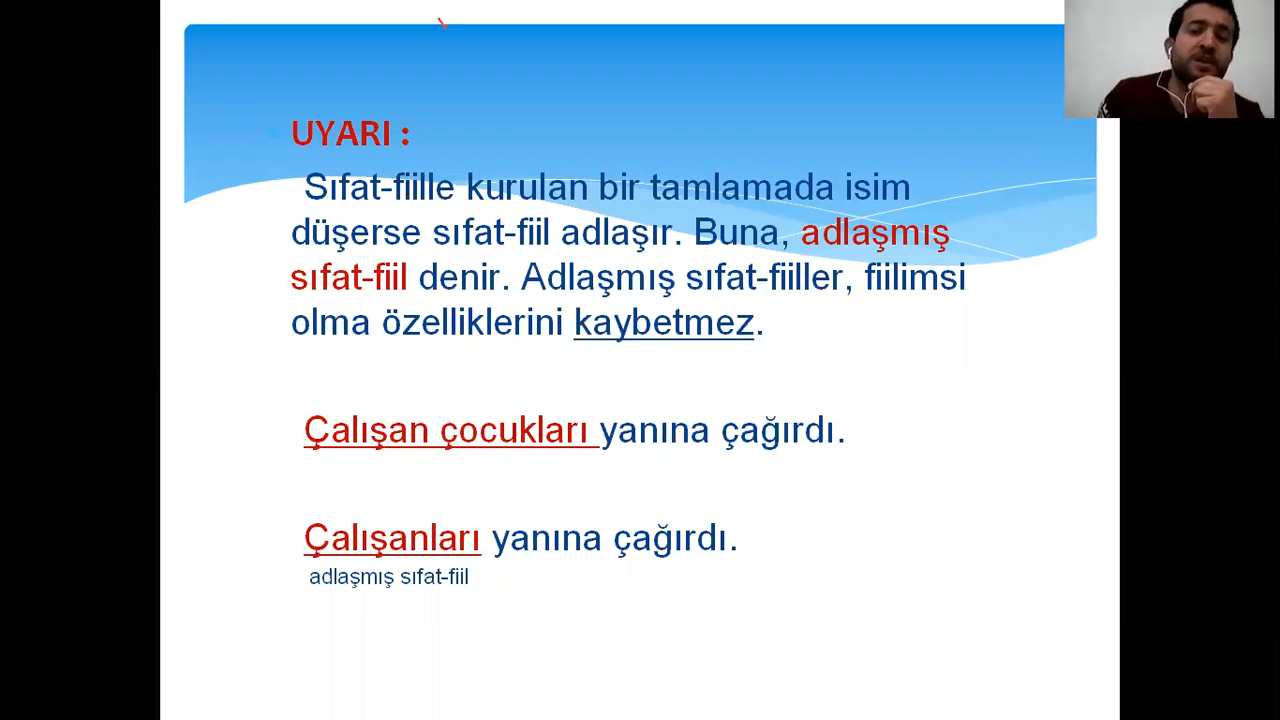 UYARI :
Sıfat-fiille kurulan bir tamlamada isim
düşerse sıfat-fiil adlaşır. Buna, adlaşmış
sıfat-fiil denir. Adlaşmış sıfat-fiiller, fiilimsi
olma özelliklerini kaybetmez.
Çalışan çocukları yanına çağırdı.
Çalışanları yanına çağırdı.
adlaşmış sıfat-fiil